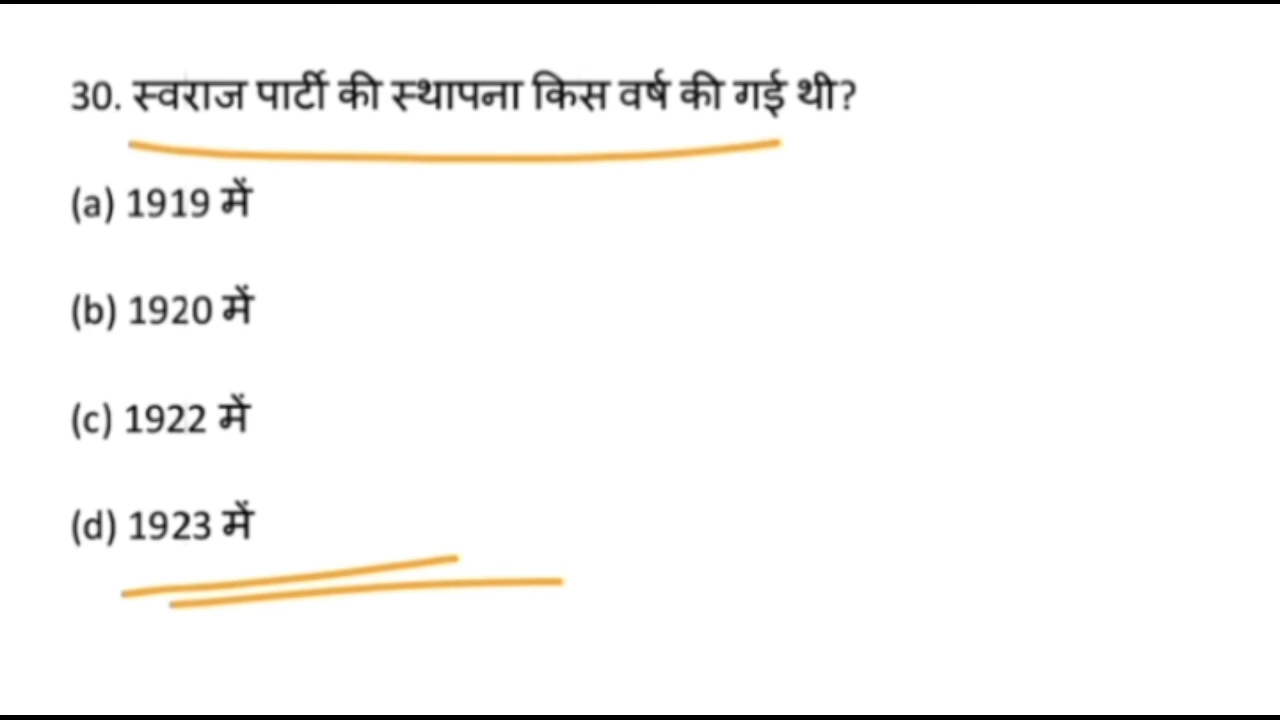 30. स्वराज पार्टी की स्थापना किस वर्ष की गई थी?
(a) 1919 में
(b) 1920 में
(c) 1922 में
(d) 1923 में